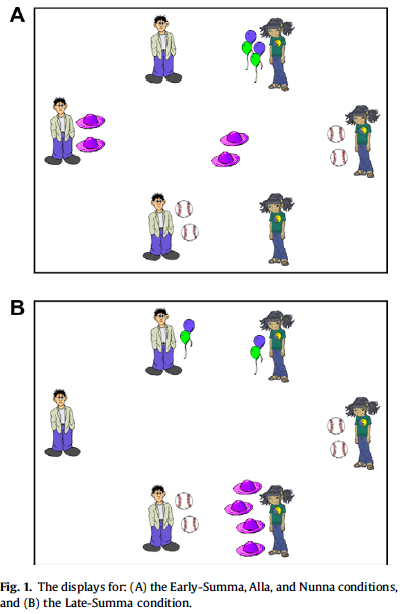 A
B
Fig. 1. The displays for: (A) the Early-Summa, Alla, and Nunna conditions,
and (B) the Late-Summa condition.